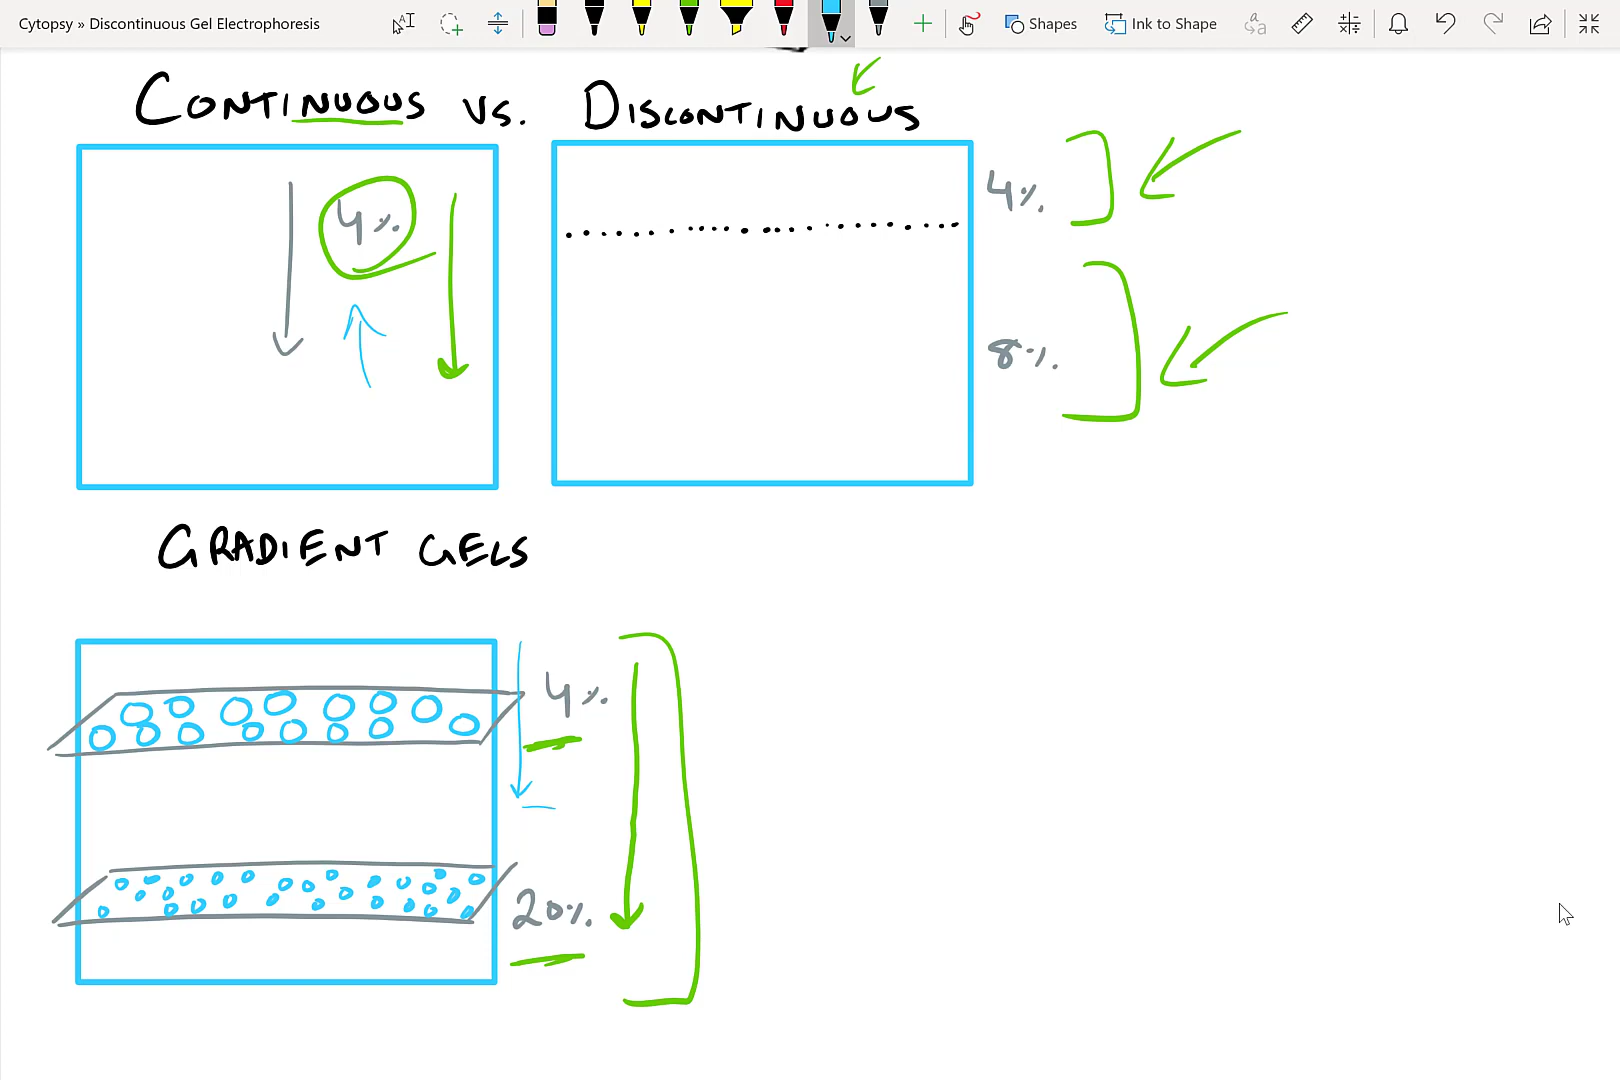 Cytopsy » Discontinuous Gel Electrophoresis
Shapes
Ink to Shape
CONTINUOUS vs. DISCONTINUOUS
4%
4%.
8%.
GRADIENT GELS
4%.
20%.